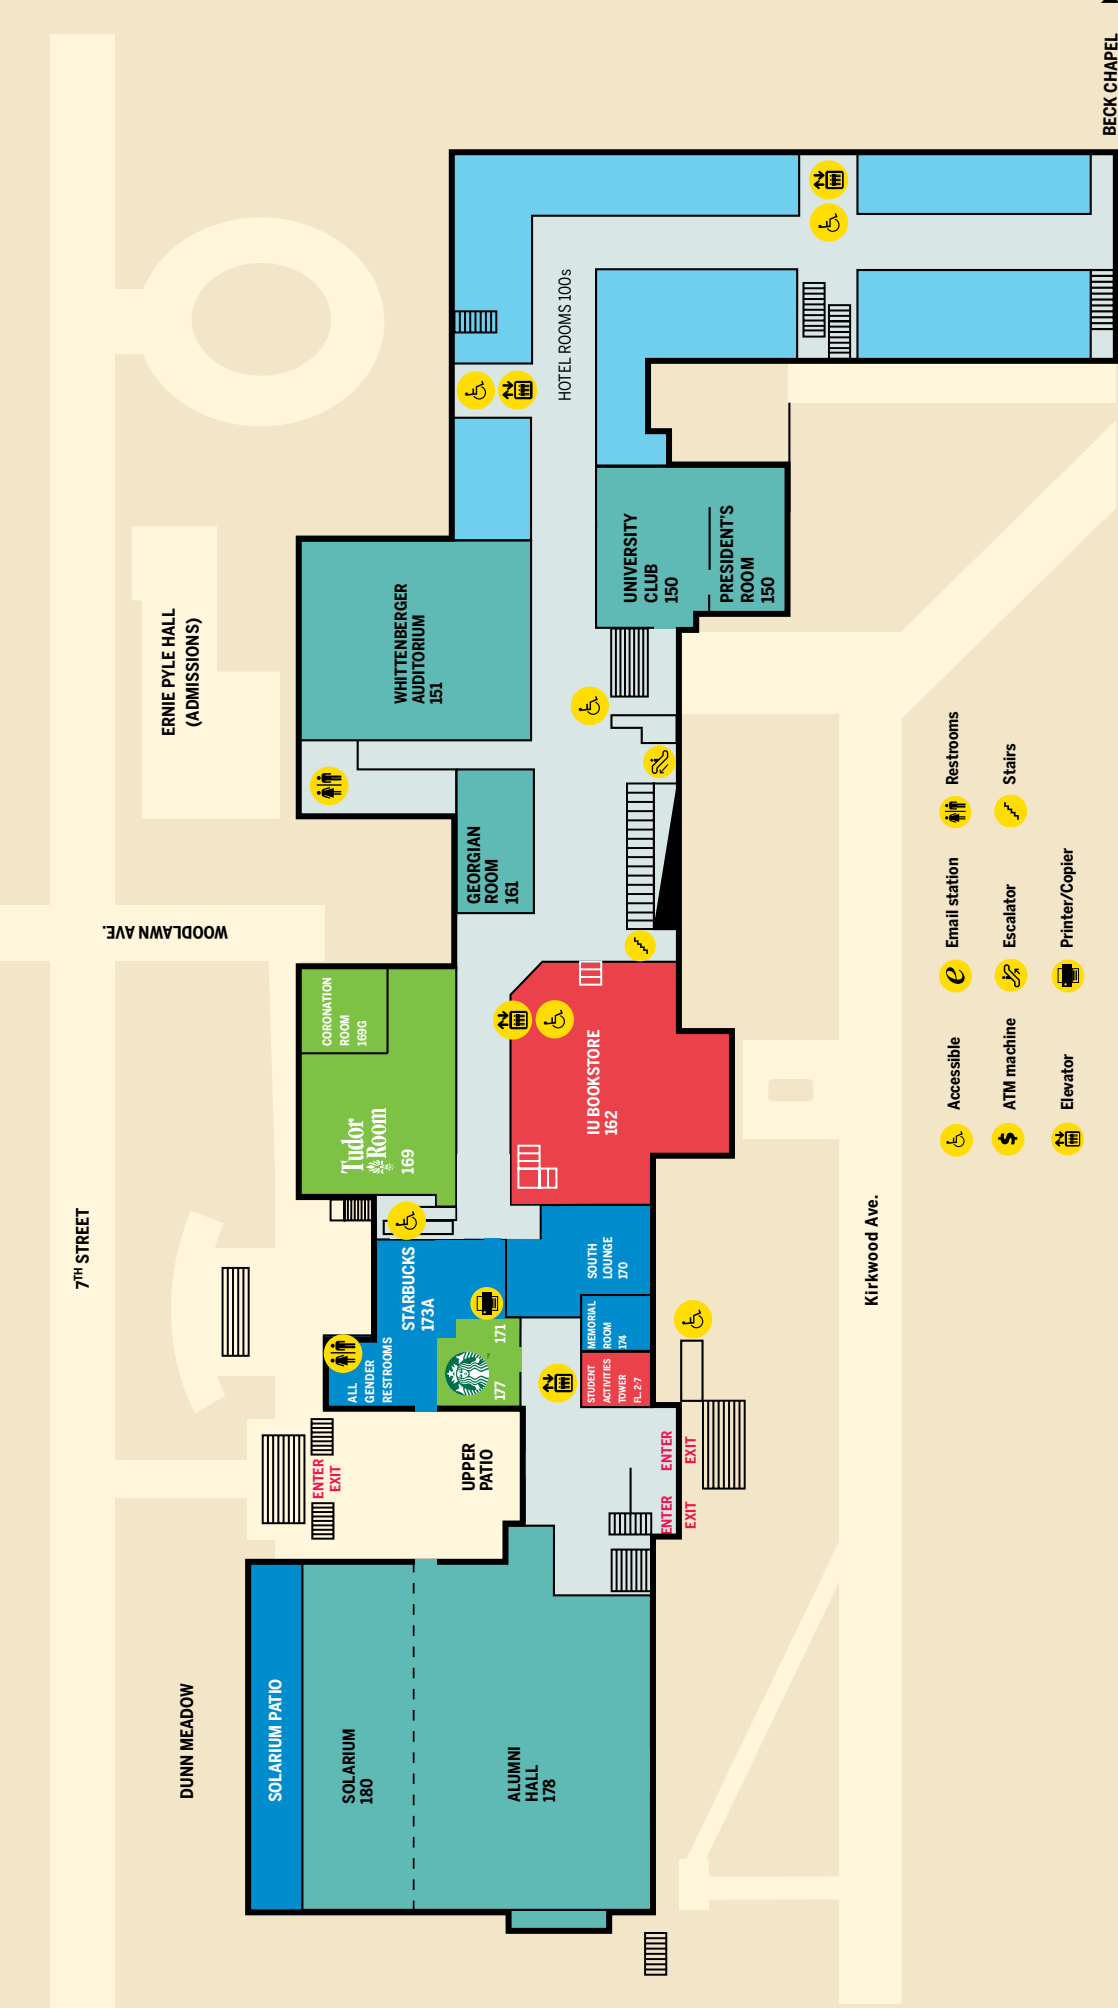 7TH STREET
DUNN MEADOW
WOODLAWN AVE.
ERNIE PYLE HALL
(ADMISSIONS)
SOLARIUM PATIO
SOLARIUM
180
ALUMNI
HALL
178
ENTER
EXIT
UPPER
PATIO
ALL
GENDER
RESTROOMS
STARBUCKS
173A
177
171
Tudor
Room
169
CORONATION
ROOM
169G
SOUTH
LOUNGE
170
MEMORIAL
ROOM
174
STUDENT
ACTIVITIES
TOWER
FL. 2-7
ENTER
EXIT
ENTER
EXIT
IU BOOKSTORE
162
GEORGIAN
ROOM
161
WHITTENBERGER
AUDITORIUM
151
UNIVERSITY
CLUB
150
PRESIDENT'S
ROOM
150
HOTEL ROOMS 100s
BECK CHAPEL
Kirkwood Ave.
Accessible
Email station
Restrooms
ATM machine
Escalator
Stairs
Elevator
Printer/Copier